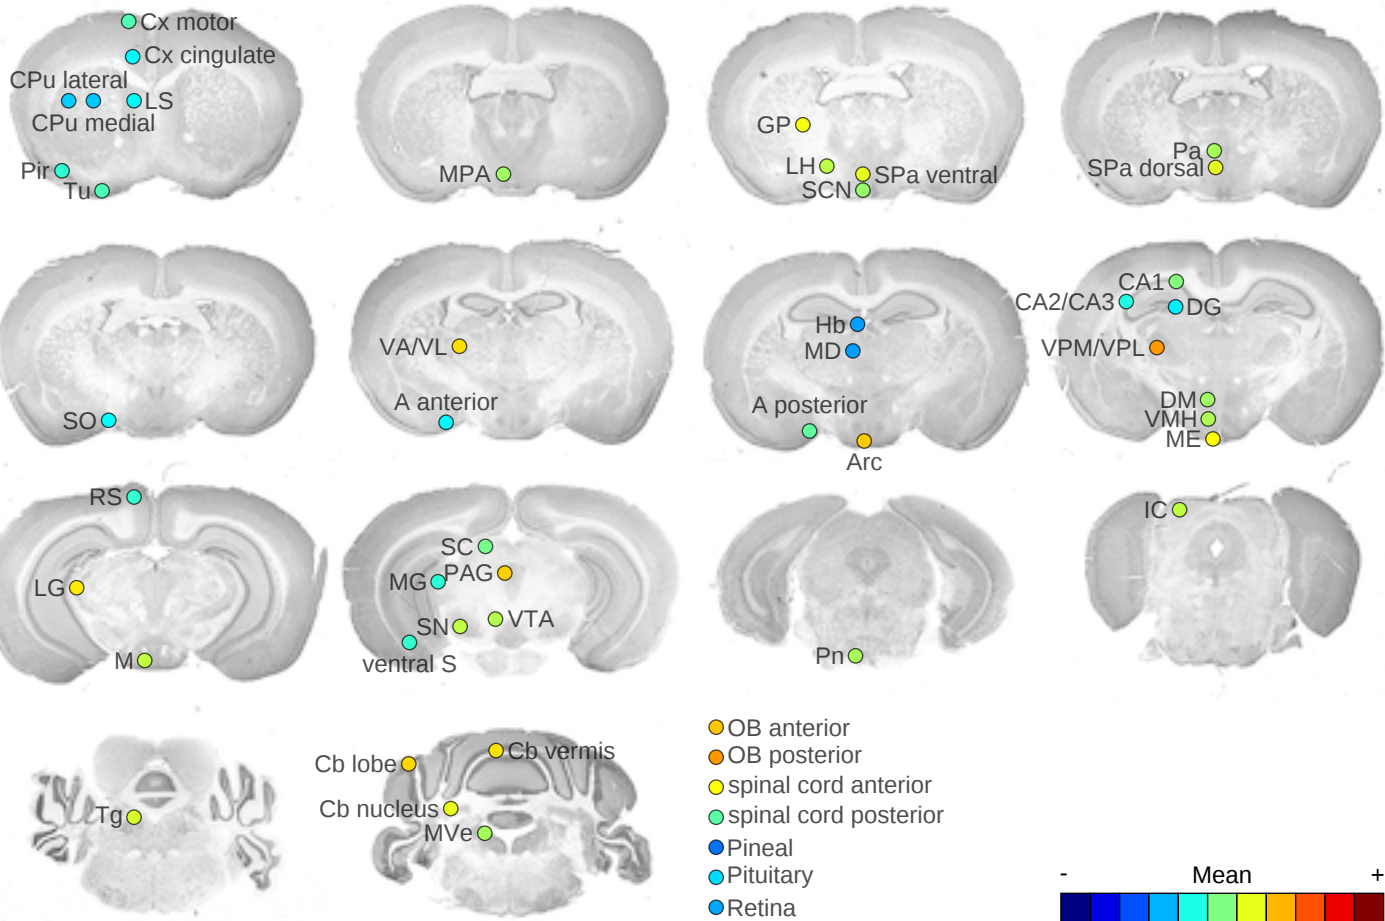 Cx motor
Cx cingulate
CPu lateral
LS
CPu medial
Pir
Tu
MPA
GP
LH
SPa ventral
SCN
Pa
SPa dorsal
SO
VA/VL
A anterior
Hb
MD
A posterior
Arc
CA1
CA2/CA3
DG
VPM/VPL
DM
VMH
ME
RS
LG
M
SC
MG
PAG
SN
VTA
ventral S
Pn
IC
Tg
Cb lobe
Cb vermis
Cb nucleus
MVe
OB anterior
OB posterior
spinal cord anterior
spinal cord posterior
Pineal
Pituitary
Retina
- Mean +